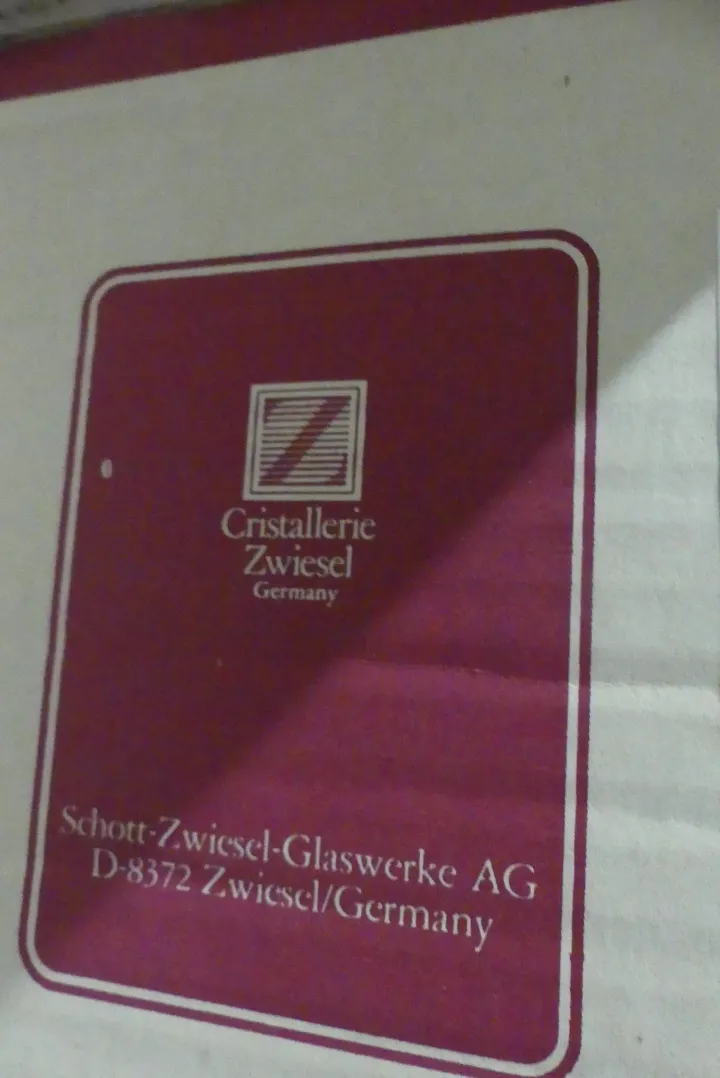 Z
Cristallerie
Zwiesel
Germany
Schott-Zwiesel-Glaswerke AG
D-8372 Zwiesel/Germany